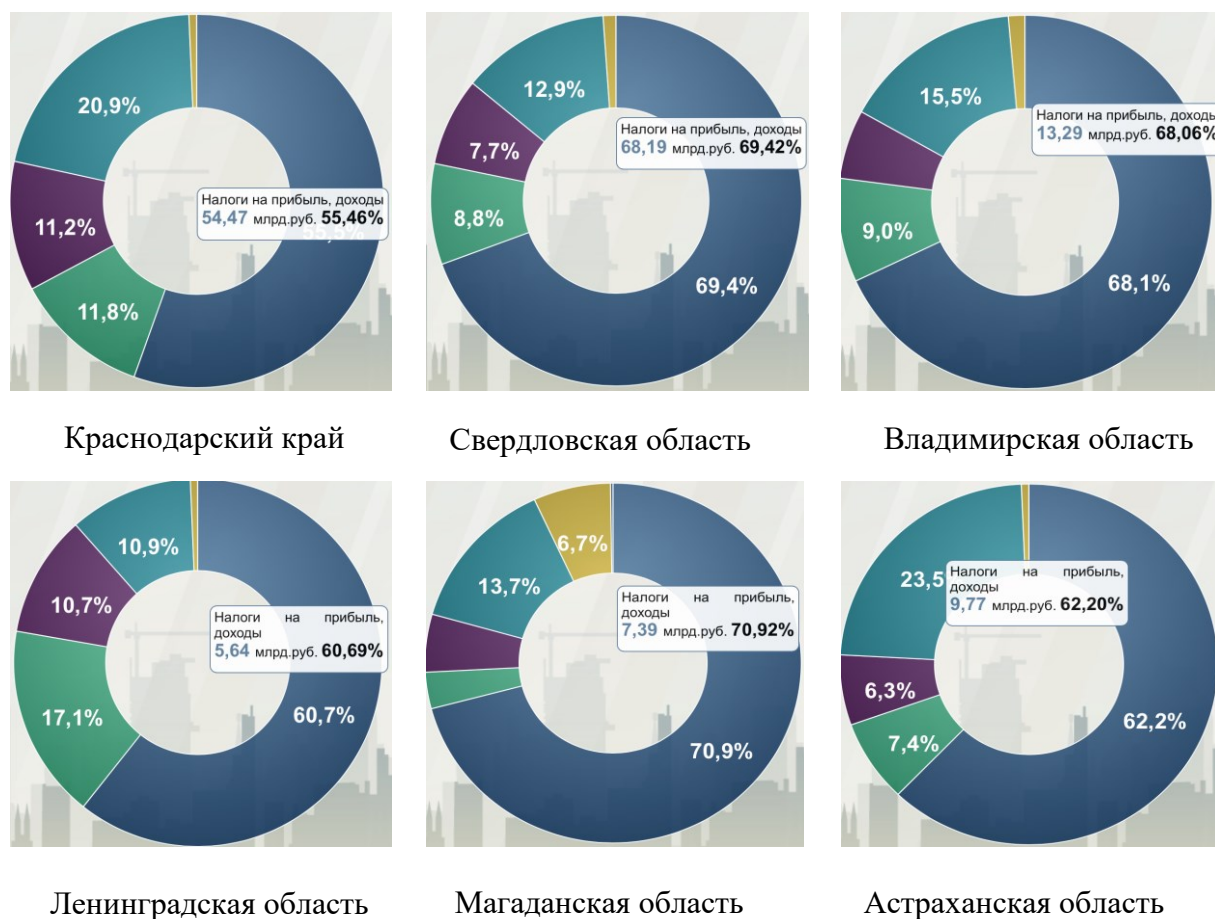 20,9%
11,2%
11,8%
55,5%
Налоги на прибыль, доходы
54,47 млрд.руб. 55,46%
12,9%
7,7%
8,8%
69,4%
Налоги на прибыль, доходы
68,19 млрд.руб. 69,42%
15,5%
9,0%
68,1%
Налоги на прибыль, доходы
13,29 млрд.руб. 68,06%
Краснодарский край
Свердловская область
Владимирская область
10,9%
10,7%
17,1%
60,7%
Налоги на прибыль,
доходы
5,64 млрд.руб. 60,69%
6,7%
13,7%
70,9%
Налоги на прибыль,
доходы
7,39 млрд.руб. 70,92%
23,5
6,3%
7,4%
62,2%
Налоги на прибыль,
доходы
9,77 млрд.руб. 62,20%
Ленинградская область
Магаданская область
Астраханская область